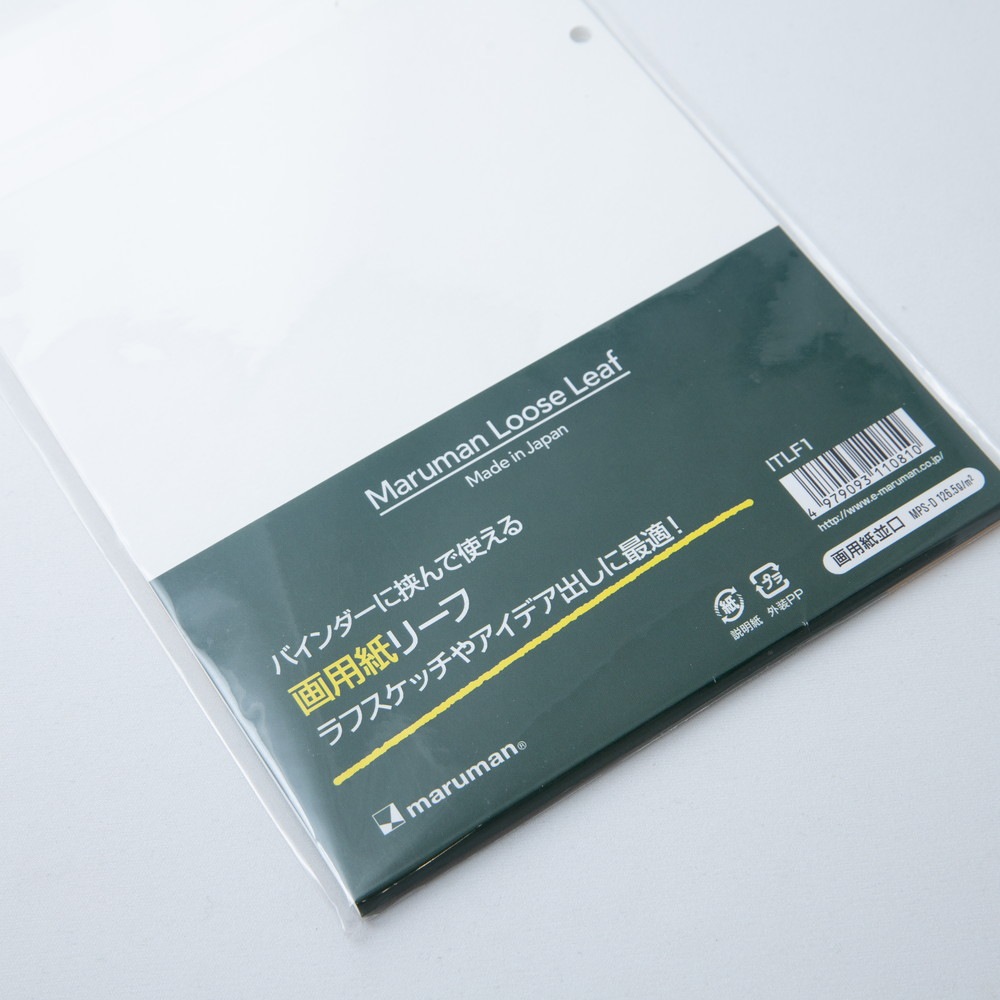 Maruman Loose Leaf
Made in Japan
バインダーに挟んで使える
画用紙リーフ
ラフスケッチやアイデア出しに最適!
maruman®
ITLF1
4 979093 110810
http://www.e-maruman.co.jp/
画用紙並口 MPS-D 126.5g/m²
紙 説明紙
プラ 外装PP